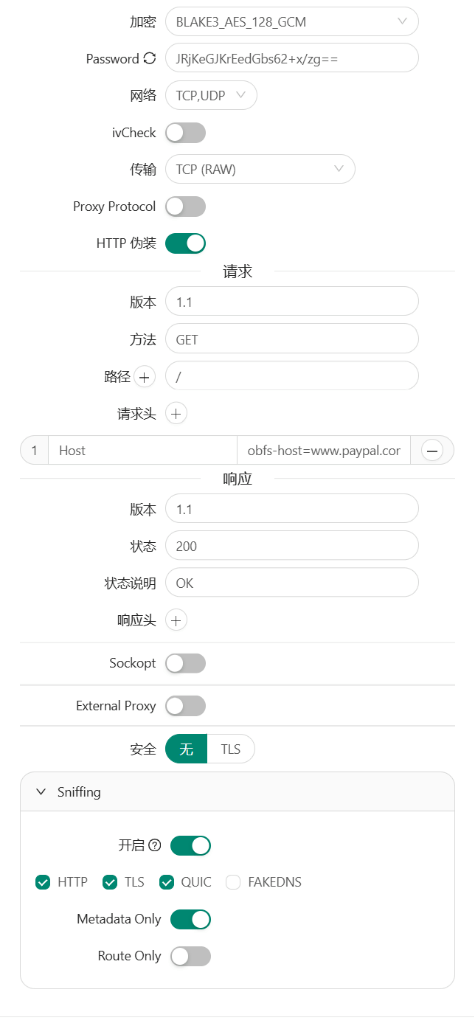 加密 BLAKE3_AES_128_GCM
Password JRjKeGJKrEedGbs62+x/zg==
网络 TCP,UDP
ivCheck
传输 TCP (RAW)
Proxy Protocol
HTTP 伪装
请求
版本 1.1
方法 GET
路径 + /
请求头 +
1 Host obfs-host=www.paypal.cor
响应
版本 1.1
状态 200
状态说明 OK
响应头 +
Sockopt
External Proxy
安全 无 TLS
Sniffing
开启
HTTP TLS QUIC FAKEDNS
Metadata Only
Route Only